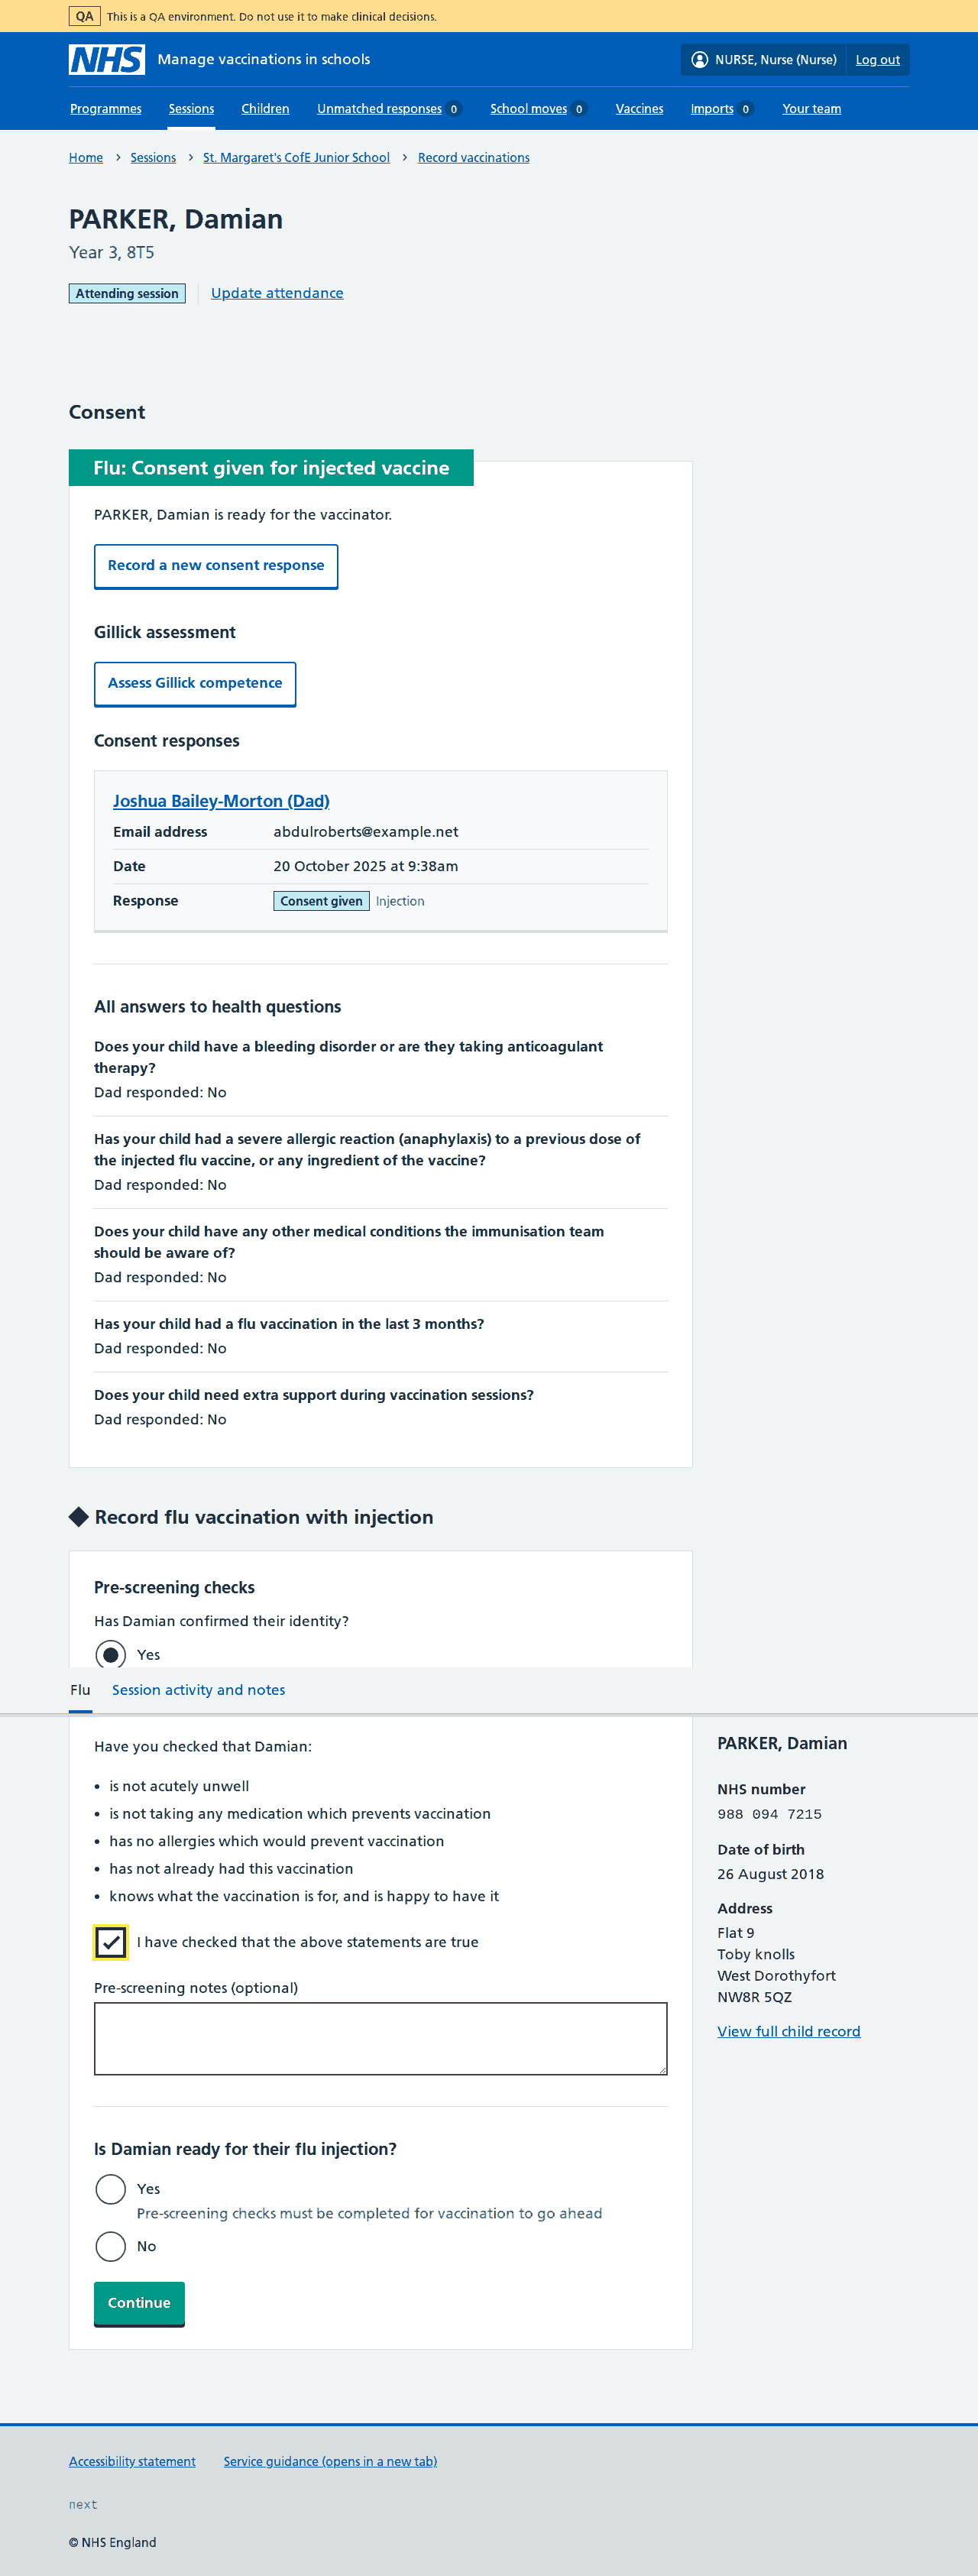 QA This is a QA environment. Do not use it to make clinical decisions.
NHS Manage vaccinations in schools
NURSE, Nurse (Nurse) Log out
Programmes Sessions Children Unmatched responses 0 School moves 0 Vaccines Imports 0 Your team
Home Sessions St. Margaret's CofE Junior School Record vaccinations
PARKER, Damian
Year 3, 8T5
Attending session Update attendance
Consent
Flu: Consent given for injected vaccine
PARKER, Damian is ready for the vaccinator.
Record a new consent response
Gillick assessment
Assess Gillick competence
Consent responses
Joshua Bailey-Morton (Dad)
Email address abdulroberts@example.net
Date 20 October 2025 at 9:38am
Response Consent given Injection
All answers to health questions
Does your child have a bleeding disorder or are they taking anticoagulant
therapy?
Dad responded: No
Has your child had a severe allergic reaction (anaphylaxis) to a previous dose of
the injected flu vaccine, or any ingredient of the vaccine?
Dad responded: No
Does your child have any other medical conditions the immunisation team
should be aware of?
Dad responded: No
Has your child had a flu vaccination in the last 3 months?
Dad responded: No
Does your child need extra support during vaccination sessions?
Dad responded: No
Record flu vaccination with injection
Pre-screening checks
Has Damian confirmed their identity?
Yes
Flu Session activity and notes
Have you checked that Damian:
• is not acutely unwell
• is not taking any medication which prevents vaccination
• has no allergies which would prevent vaccination
• has not already had this vaccination
• knows what the vaccination is for, and is happy to have it
I have checked that the above statements are true
Pre-screening notes (optional)
Is Damian ready for their flu injection?
Yes
Pre-screening checks must be completed for vaccination to go ahead
No
Continue
PARKER, Damian
NHS number
988 094 7215
Date of birth
26 August 2018
Address
Flat 9
Toby knolls
West Dorothyfort
NW8R 5QZ
View full child record
Accessibility statement Service guidance (opens in a new tab)
next
© NHS England